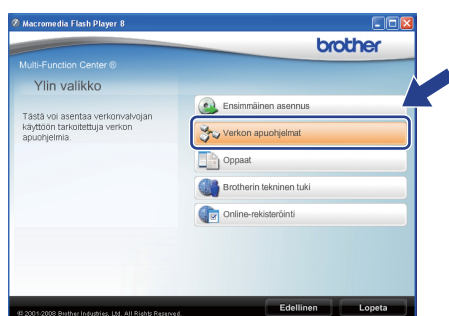 Macromedia Flash Player 8
brother
Multi-Function Center ®
Ylin valikko
Tästä voi asentaa verkonvalvojan
käyttöön tarkoitettuja verkon
apuohjelmia.
Ensimmäinen asennus
Verkon apuohjelmat
Oppaat
Brotherin tekninen tuki
Online-rekisteröinti
© 2001-2008 Brother Industries, Ltd. All Rights Reserved.
Edellinen
Lopeta